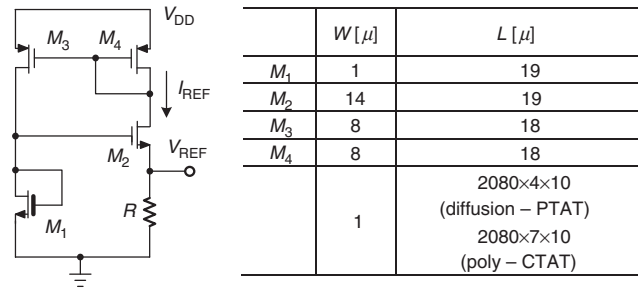 V_DD
M_3
M_4
I_REF
M_2
V_REF
M_1
R
W [μ] L [μ]
M_1 1 19
M_2 14 19
M_3 8 18
M_4 8 18
1 2080×4×10
(diffusion – PTAT)
2080×7×10
(poly – CTAT)